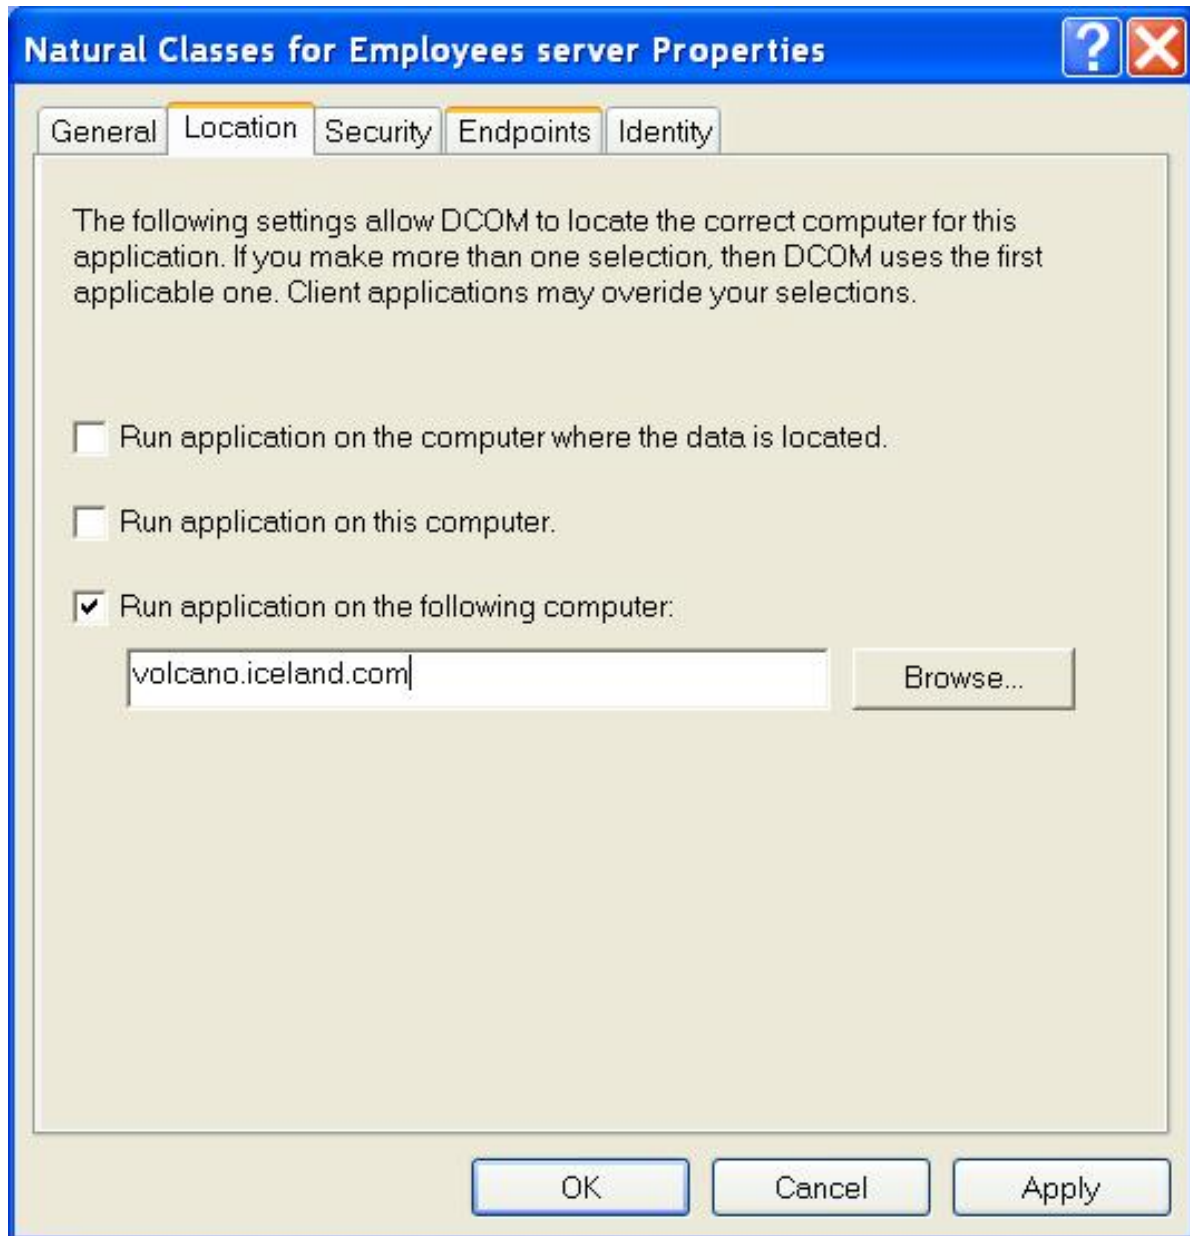 Natural Classes for Employees server Properties
?
General Location Security Endpoints Identity
The following settings allow DCOM to locate the correct computer for this
application. If you make more than one selection, then DCOM uses the first
applicable one. Client applications may overide your selections.
Run application on the computer where the data is located.
Run application on this computer.
Run application on the following computer:
volcano.iceland.com
Browse...
OK Cancel Apply